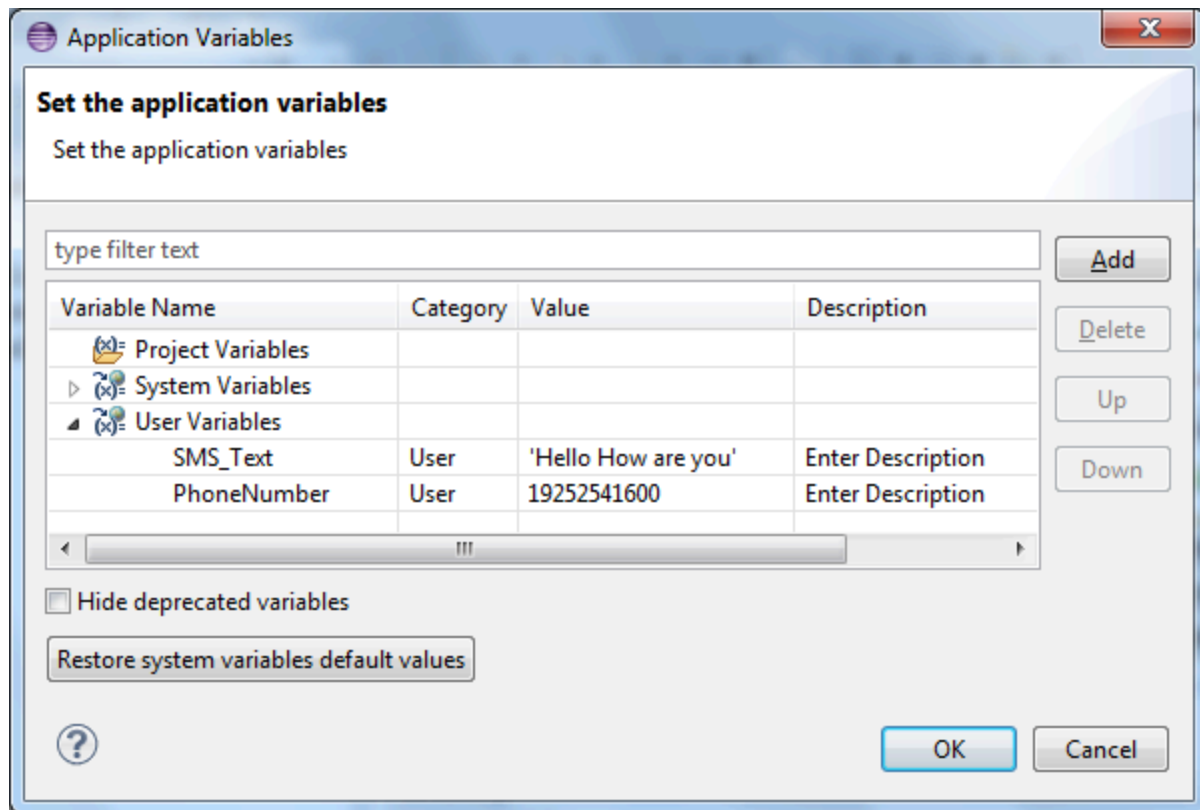 Application Variables
Set the application variables
Set the application variables
type filter text
Add
Variable Name Category Value Description
Delete
Project Variables
System Variables
Up
User Variables
SMS_Text User 'Hello How are you' Enter Description
Down
PhoneNumber User 19252541600 Enter Description
Hide deprecated variables
Restore system variables default values
OK Cancel